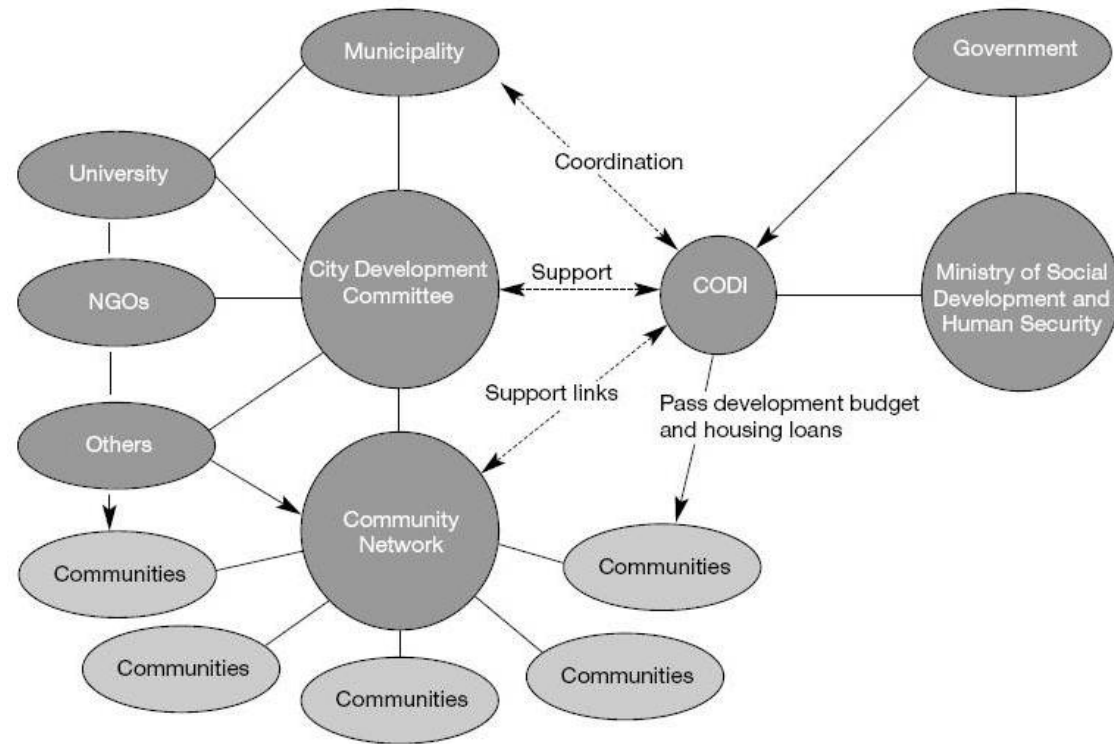 Municipality
Government
Coordination
University
City Development
Committee
Support
CODI
Ministry of Social
Development and
Human Security
NGOs
Support links
Pass development budget
and housing loans
Others
Community
Network
Communities
Communities
Communities
Communities
Communities